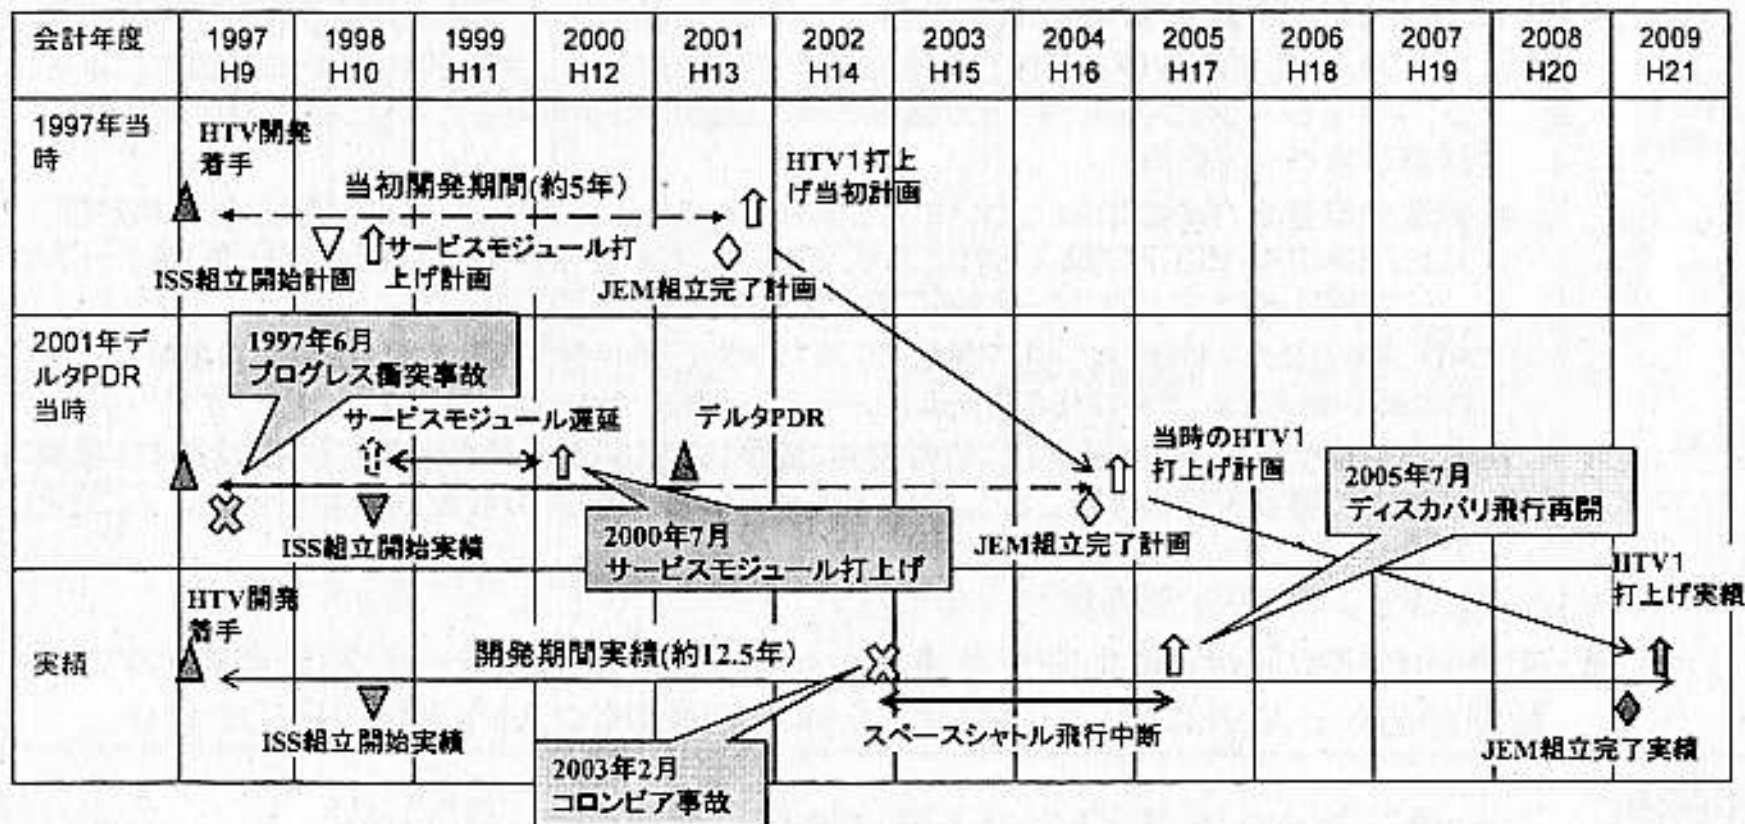 会計年度 1997 1998 1999 2000 2001 2002 2003 2004 2005 2006 2007 2008 2009
H9 H10 H11 H12 H13 H14 H15 H16 H17 H18 H19 H20 H21
1997年当
時
HTV開発
着手
当初開発期間(約5年)
HTV1打上
げ当初計画
サービスモジュール打
上げ計画
ISS組立開始計画
JEM組立完了計画
2001年デ
ルタPDR
当時
1997年6月
プログレス衝突事故
サービスモジュール遅延
デルタPDR
当時のHTV1
打上げ計画
2005年7月
ディスカバリ飛行再開
ISS組立開始実績
2000年7月
サービスモジュール打上げ
JEM組立完了計画
実績
HTV開発
着手
開発期間実績(約12.5年)
HTV1
打上げ実績
ISS組立開始実績
スペースシャトル飛行中断
JEM組立完了実績
2003年2月
コロンビア事故